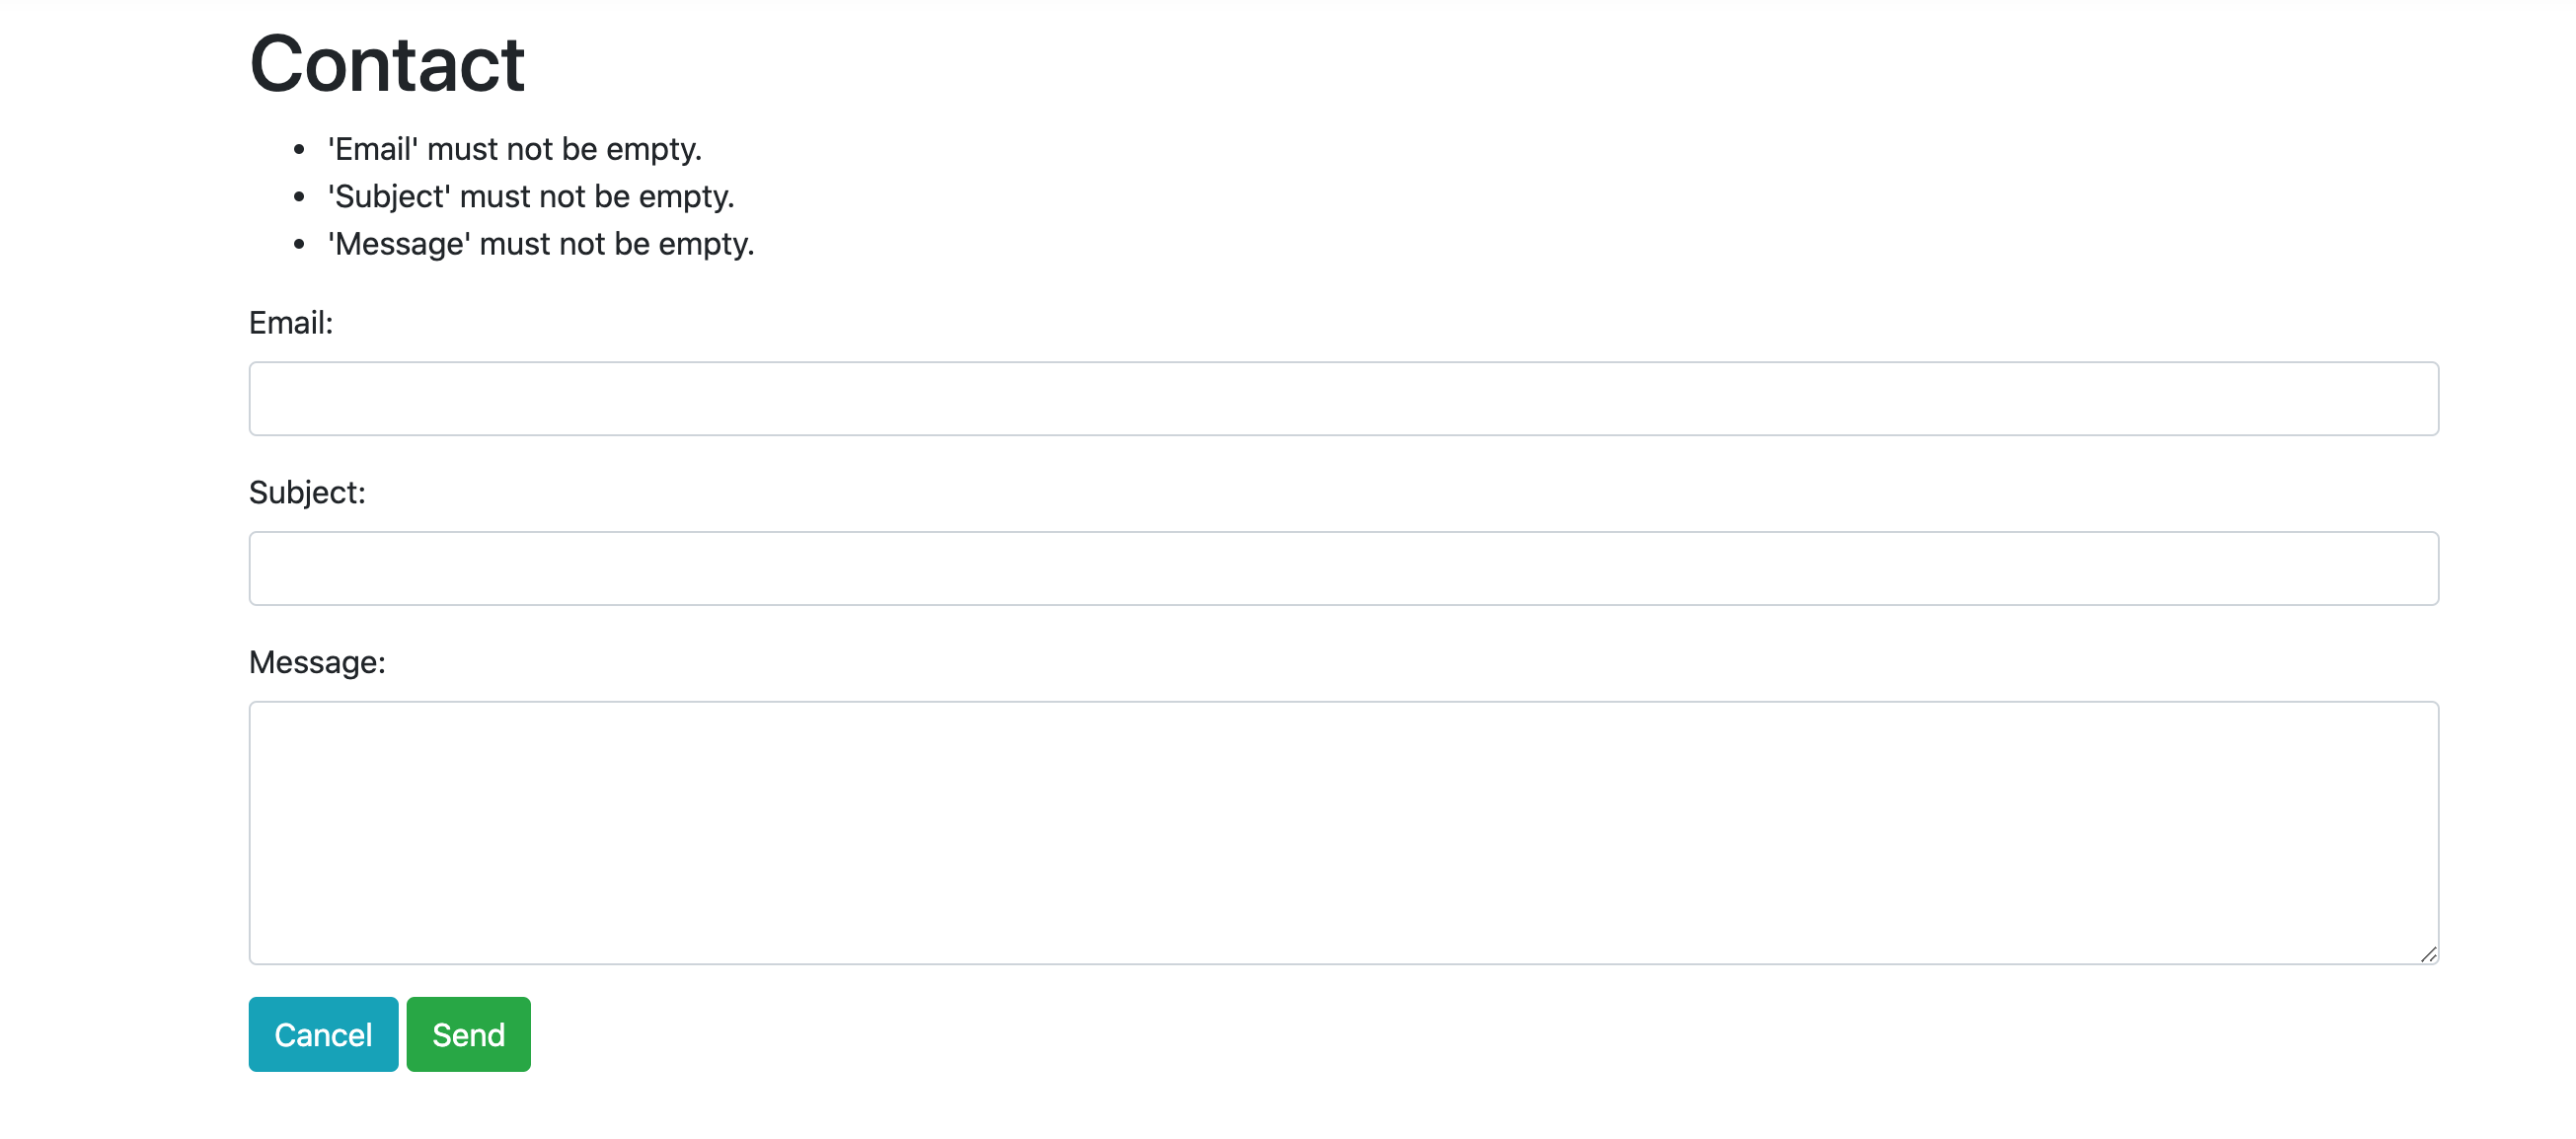 Contact
• 'Email' must not be empty.
• 'Subject' must not be empty.
• 'Message' must not be empty.
Email:
Subject:
Message:
Cancel Send